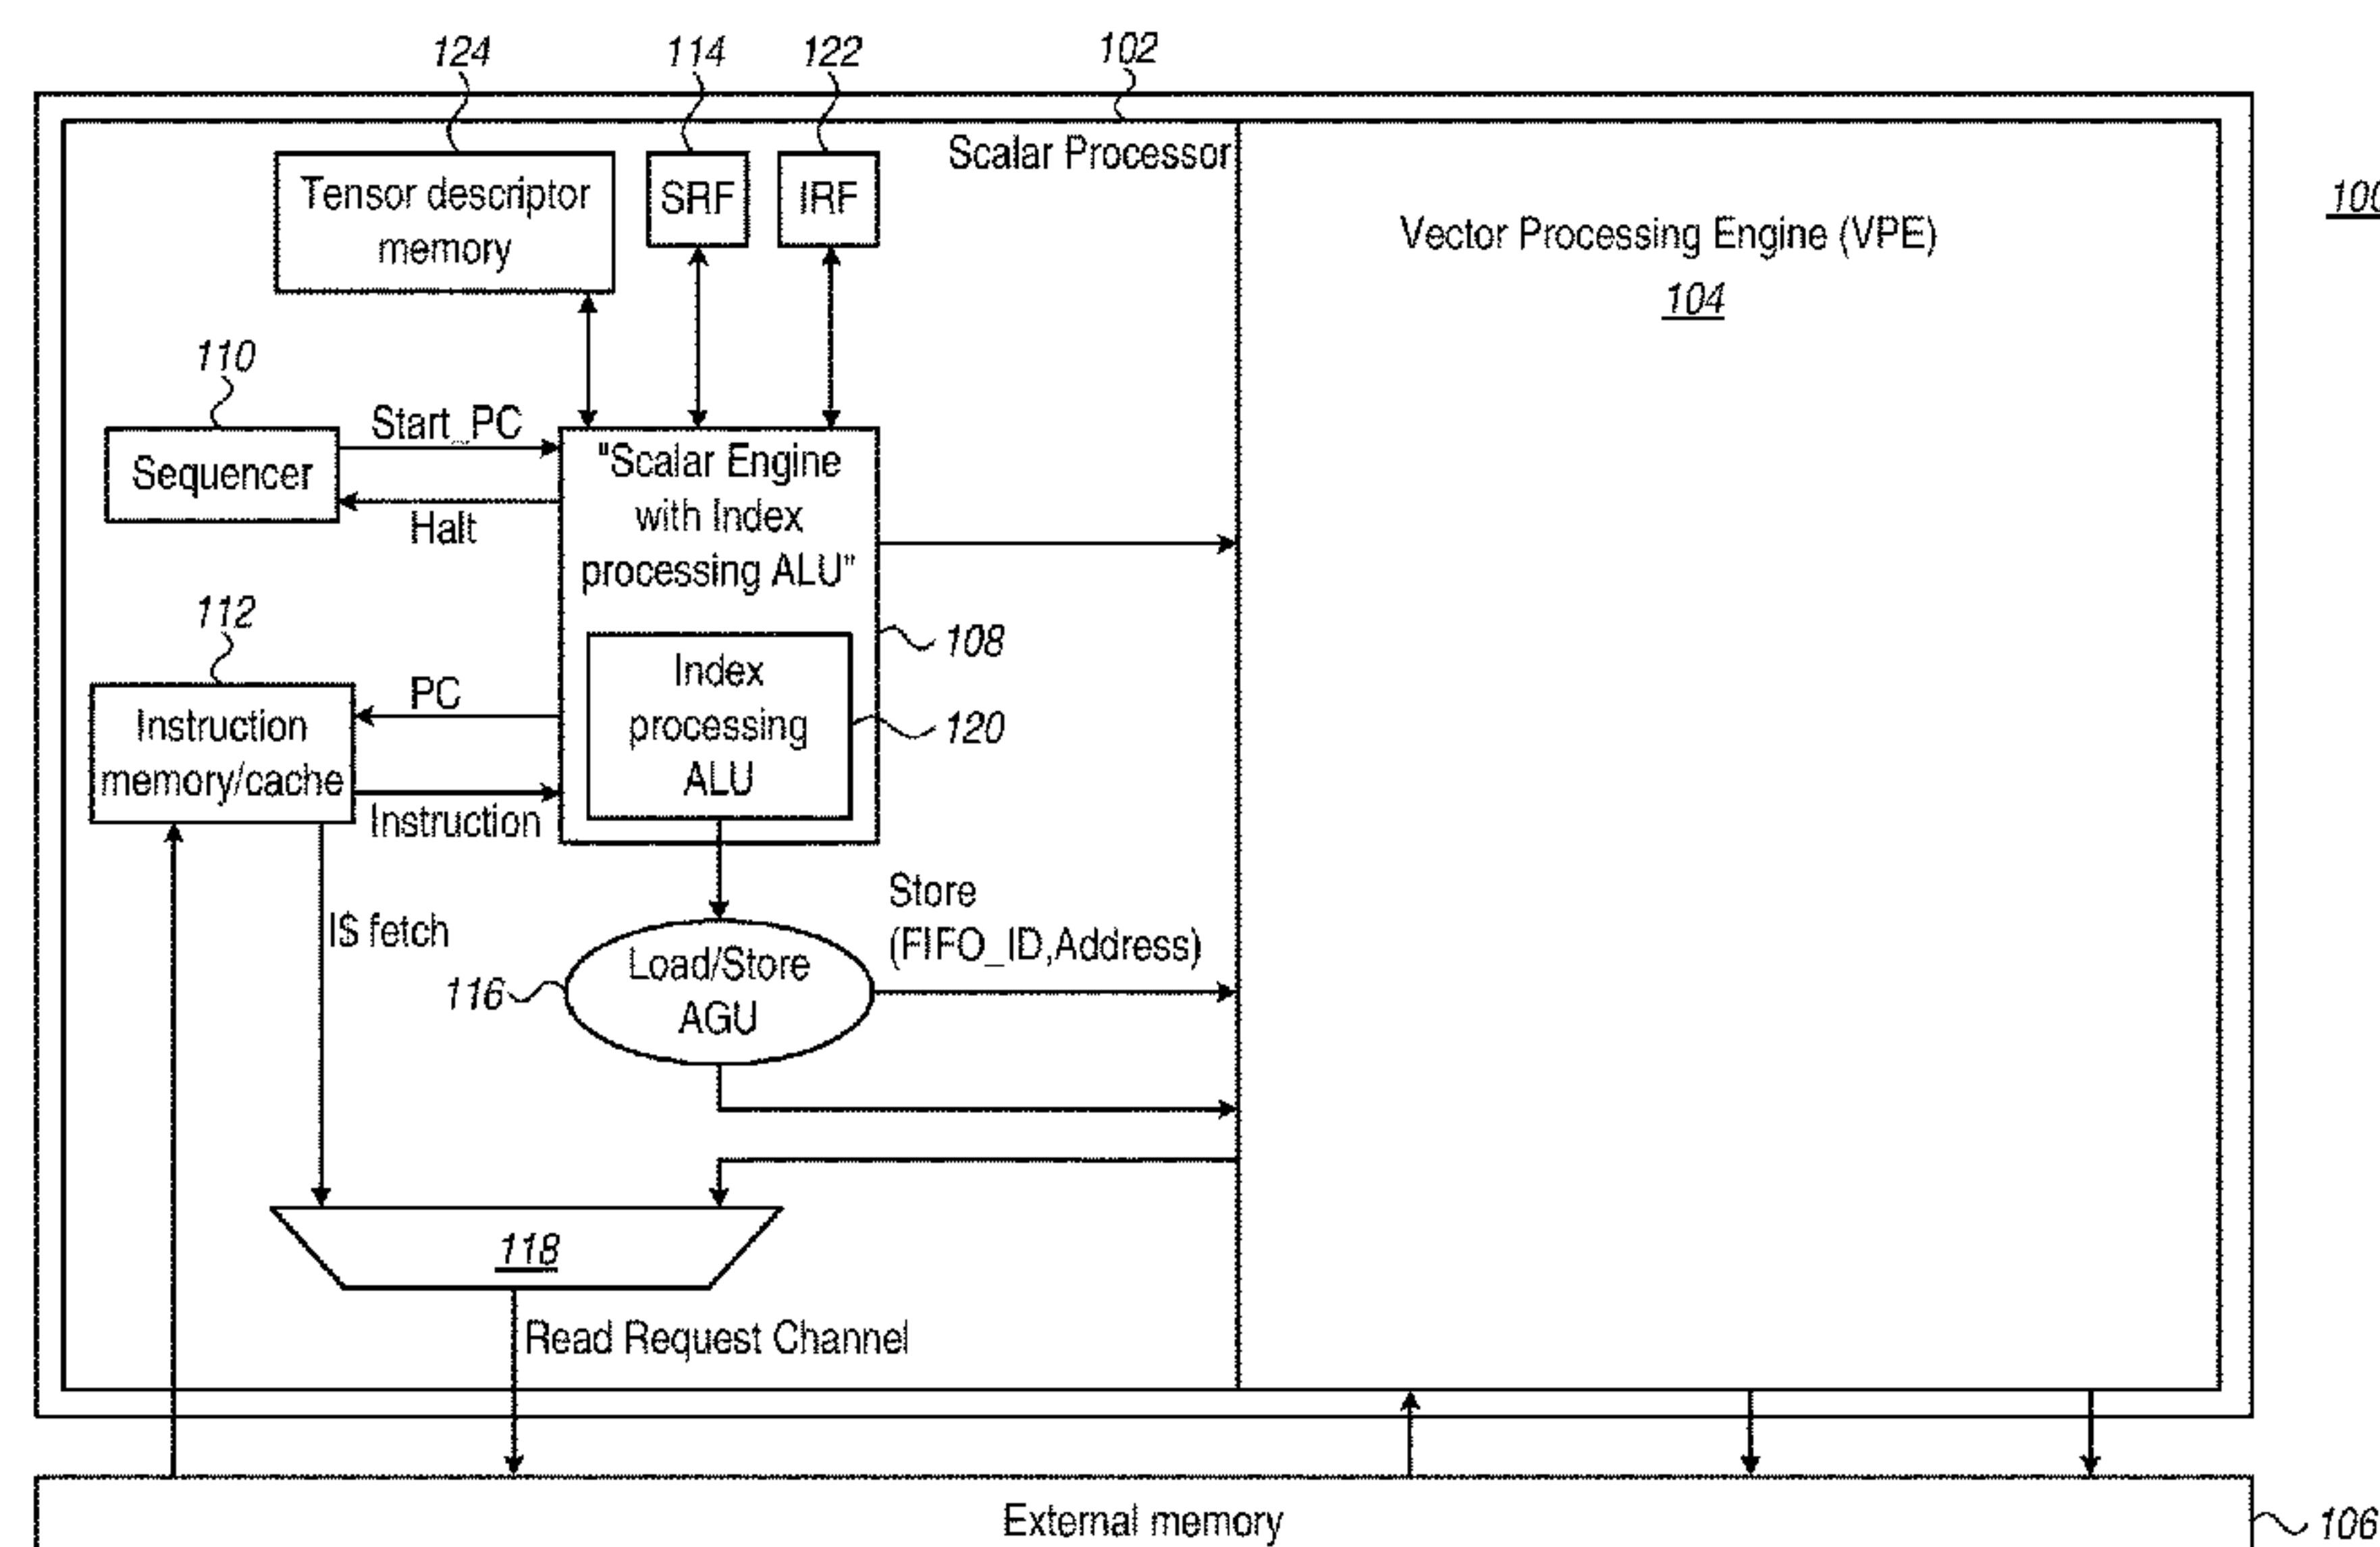 124
114
122
102
Scalar Processor
Tensor descriptor
memory
SRF
IRF
Vector Processing Engine (VPE)
104
110
Sequencer
Start_PC
Halt
"Scalar Engine
with Index
processing ALU"
108
112
Instruction
memory/cache
PC
Instruction
Index
processing
ALU
120
I$ fetch
Store
(FIFO_ID,Address)
116
Load/Store
AGU
118
Read Request Channel
External memory
106